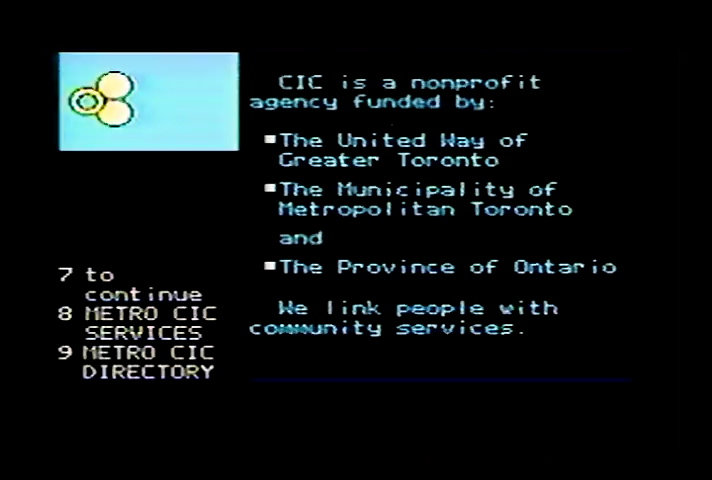 CIC is a nonprofit
agency funded by:
▪The United Way of
Greater Toronto
▪The Municipality of
Metropolitan Toronto
and
▪The Province of Ontario
We link people with
community services.
7 to
continue
8 METRO CIC
SERVICES
9 METRO CIC
DIRECTORY